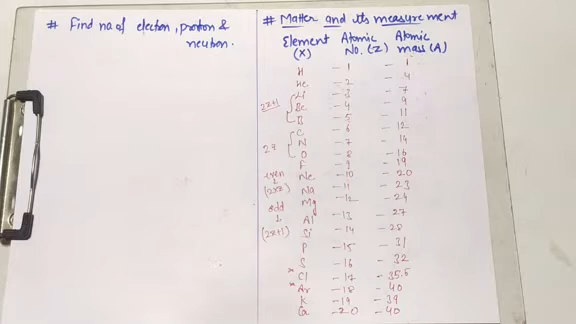 # Find no of electon, proton &
neutron.
# Matter and its measurement
Element Atomic Atomic
(X) No. (Z) mass (A)
H - 1 - 1
He - 2 - 4
Li - 3 - 7
2z+1 Be - 4 - 9
B - 5 - 11
C - 6 - 12
2z N - 7 - 14
O - 8 - 16
F - 9 - 19
even Ne - 10 - 20
↓ Na - 11 - 23
(2xz) Mg - 12 - 24
odd Al - 13 - 27
↓
(2z+1) Si - 14 - 28
P - 15 - 31
S - 16 - 32
* Cl - 17 - 35.5
* Ar - 18 - 40
K - 19 - 39
Ca - 20 - 40